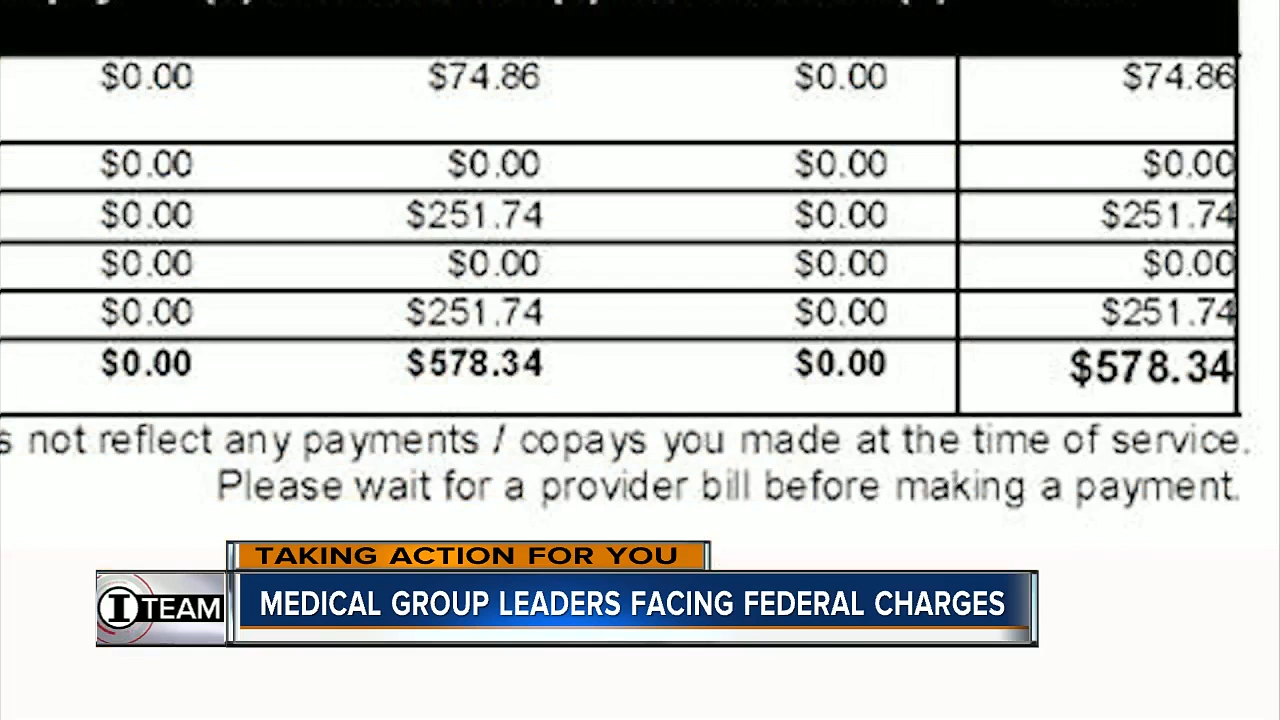 $0.00 $74.86 $0.00 $74.86
$0.00 $0.00 $0.00 $0.00
$0.00 $251.74 $0.00 $251.74
$0.00 $0.00 $0.00 $0.00
$0.00 $251.74 $0.00 $251.74
$0.00 $578.34 $0.00 $578.34
s not reflect any payments / copays you made at the time of service.
Please wait for a provider bill before making a payment.
TAKING ACTION FOR YOU
I TEAM
MEDICAL GROUP LEADERS FACING FEDERAL CHARGES